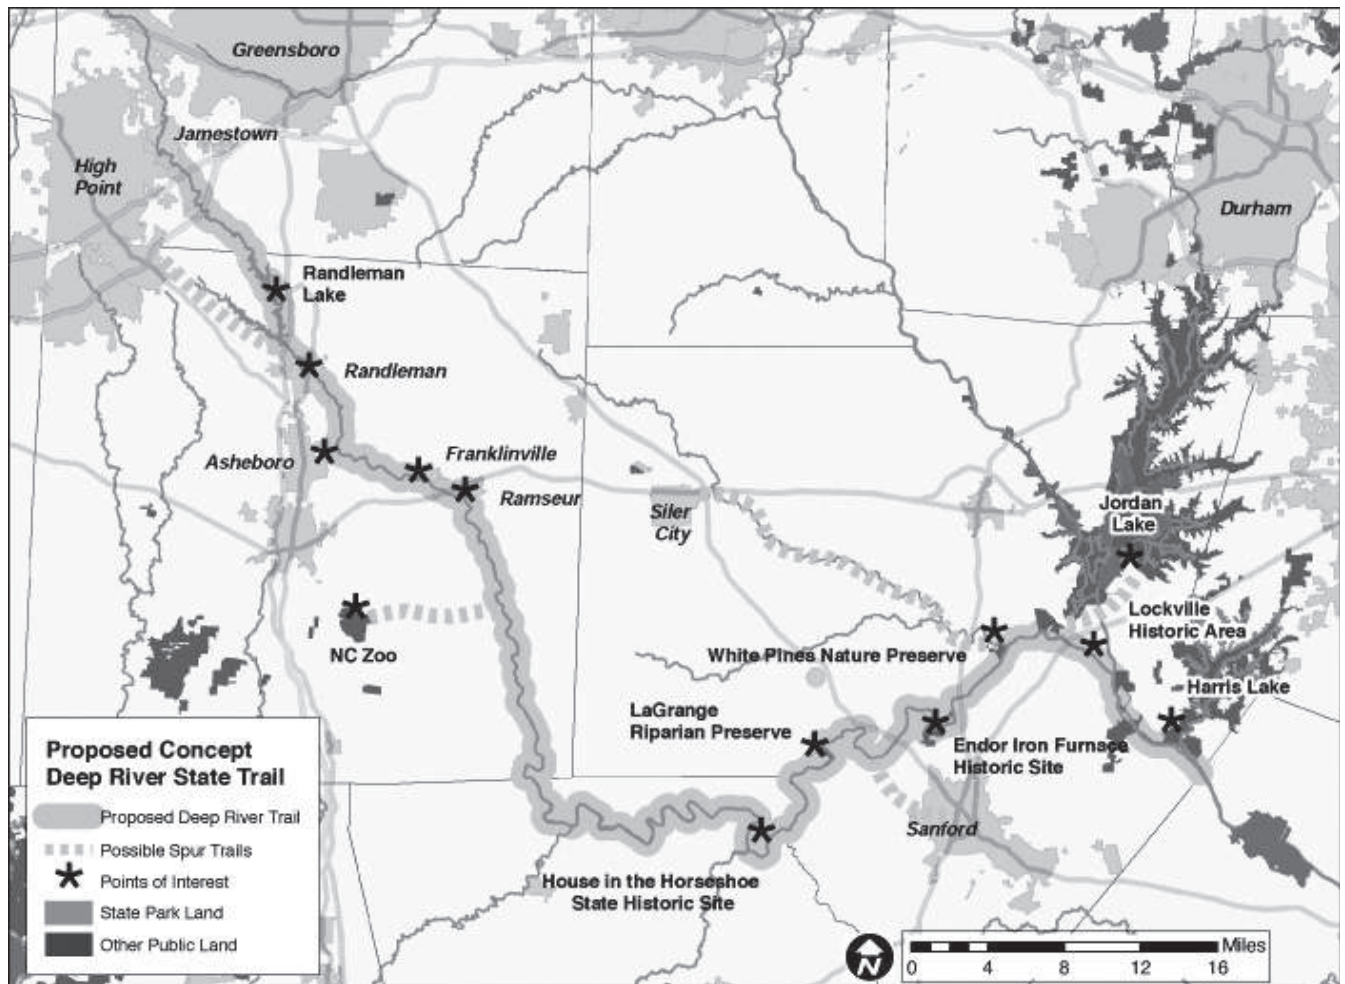 Greensboro
Jamestown
High
Point
Durham
Randleman
Lake
Randleman
Asheboro
Franklinville
Ramseur
Siler
City
Jordan
Lake
NC Zoo
Lockville
Historic Area
White Pines Nature Preserve
Harris Lake
LaGrange
Riparian Preserve
Endor Iron Furnace
Historic Site
Sanford
House in the Horseshoe
State Historic Site
Proposed Concept
Deep River State Trail
Proposed Deep River Trail
Possible Spur Trails
Points of Interest
State Park Land
Other Public Land
N
Miles
0 4 8 12 16